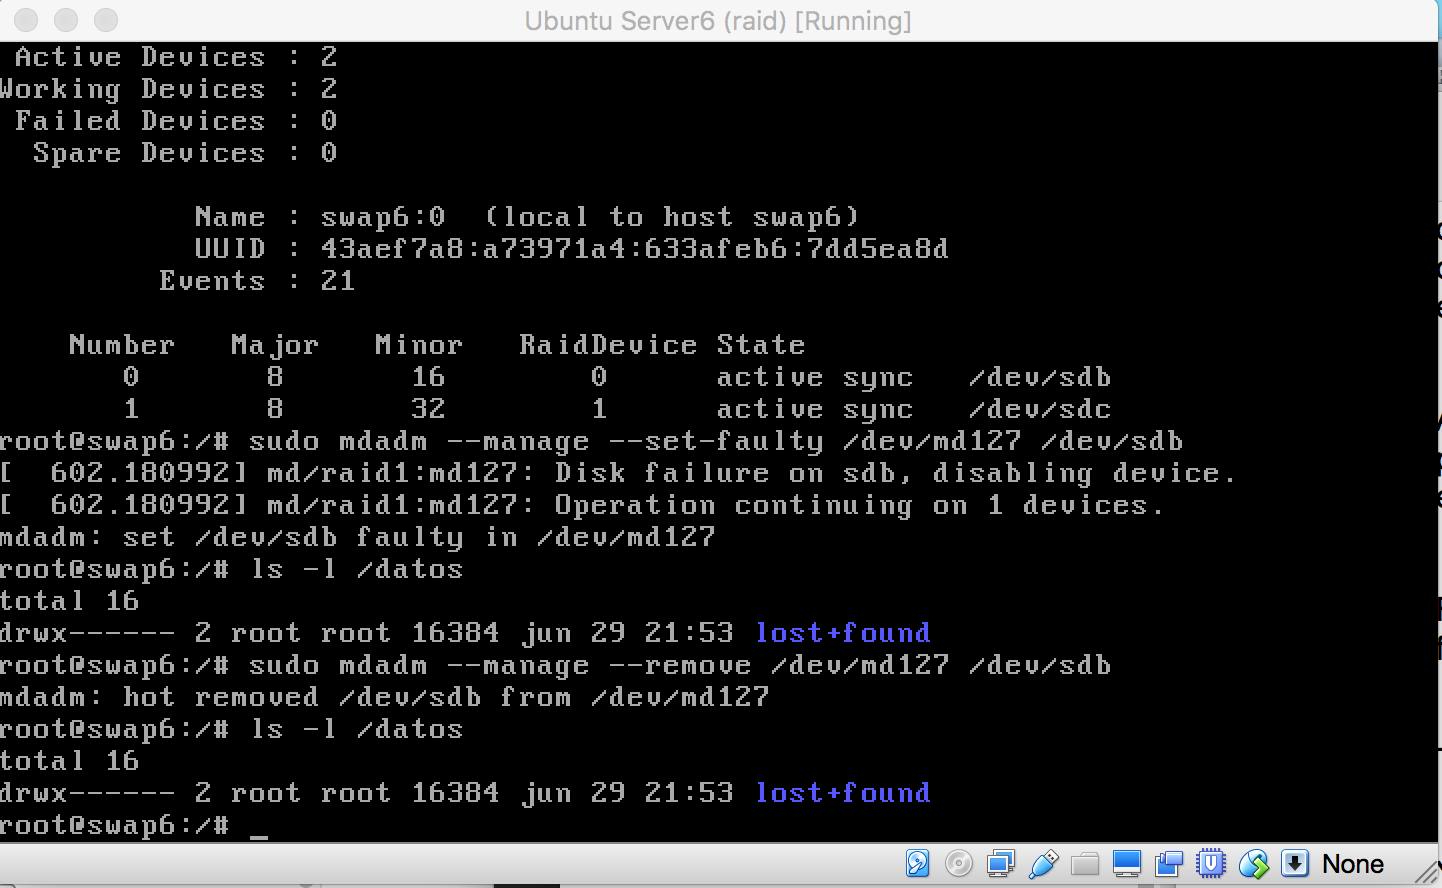 Ubuntu Server6 (raid) [Running]
Active Devices : 2
Working Devices : 2
Failed Devices : 0
Spare Devices : 0
Name : swap6:0  (local to host swap6)
UUID : 43aef7a8:a73971a4:633afeb6:7dd5ea8d
Events : 21
Number   Major   Minor   RaidDevice State
0       8       16        0      active sync   /dev/sdb
1       8       32        1      active sync   /dev/sdc
root@swap6:/# sudo mdadm --manage --set-faulty /dev/md127 /dev/sdb
[  602.180992] md/raid1:md127: Disk failure on sdb, disabling device.
[  602.180992] md/raid1:md127: Operation continuing on 1 devices.
mdadm: set /dev/sdb faulty in /dev/md127
root@swap6:/# ls -l /datos
total 16
drwx------ 2 root root 16384 jun 29 21:53 lost+found
root@swap6:/# sudo mdadm --manage --remove /dev/md127 /dev/sdb
mdadm: hot removed /dev/sdb from /dev/md127
root@swap6:/# ls -l /datos
total 16
drwx------ 2 root root 16384 jun 29 21:53 lost+found
root@swap6:/# _
None